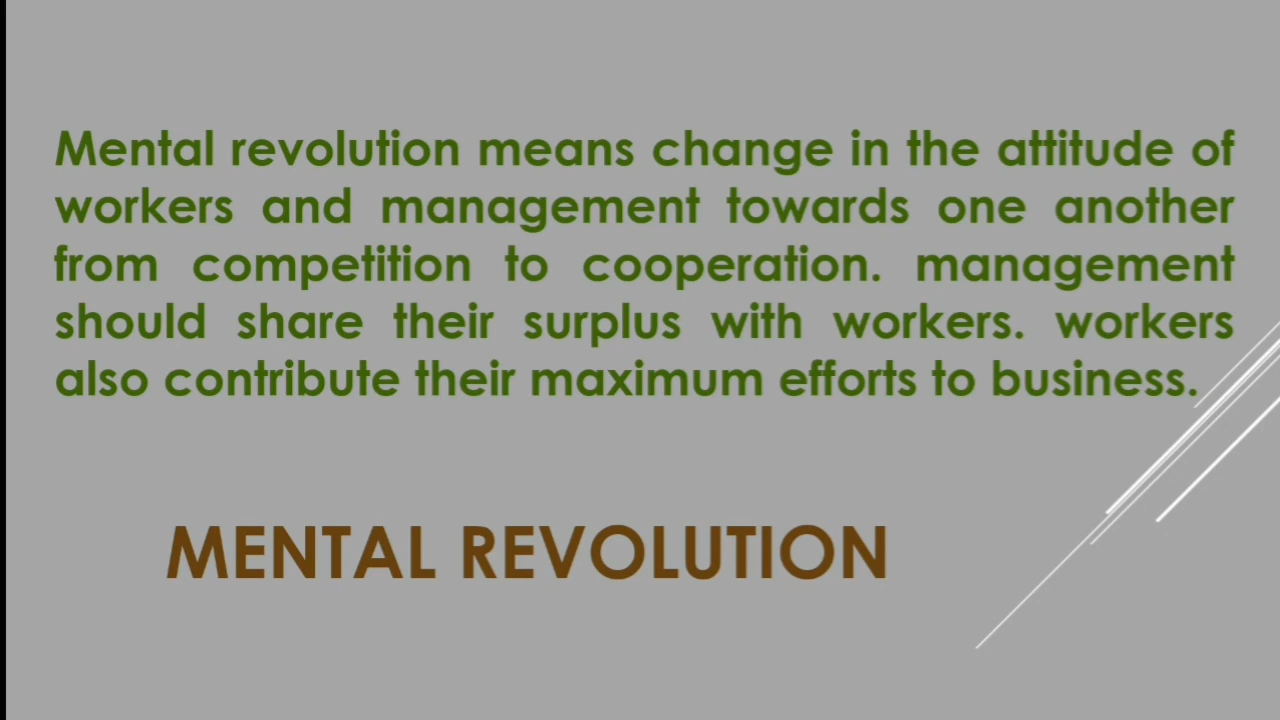 Mental revolution means change in the attitude of
workers and management towards one another
from competition to cooperation. management
should share their surplus with workers. workers
also contribute their maximum efforts to business.
MENTAL REVOLUTION